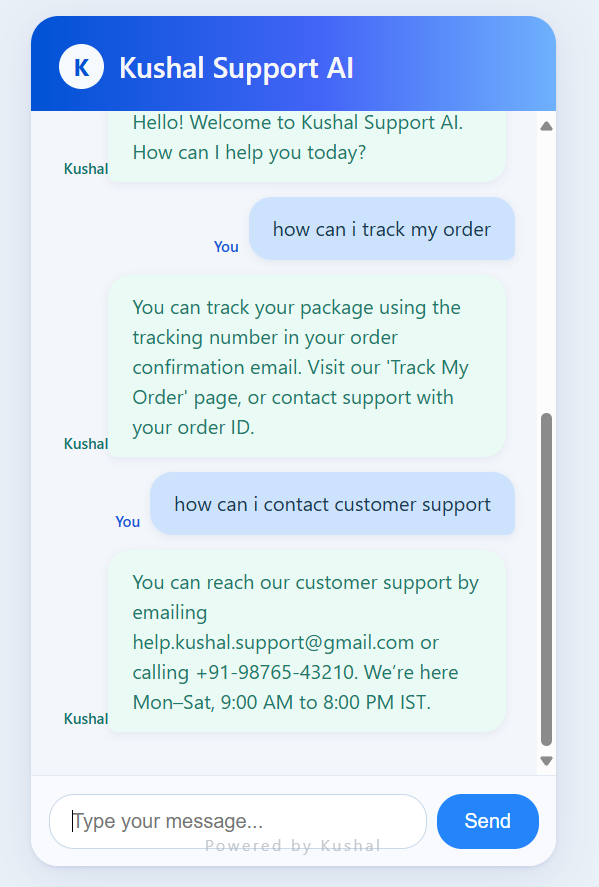 K
Kushal Support AI
Hello! Welcome to Kushal Support AI.
How can I help you today?
Kushal
how can i track my order
You
You can track your package using the
tracking number in your order
confirmation email. Visit our 'Track My
Order' page, or contact support with
your order ID.
Kushal
how can i contact customer support
You
You can reach our customer support by
emailing
help.kushal.support@gmail.com or
calling +91-98765-43210. We’re here
Mon–Sat, 9:00 AM to 8:00 PM IST.
Kushal
Type your message...
Send
Powered by Kushal